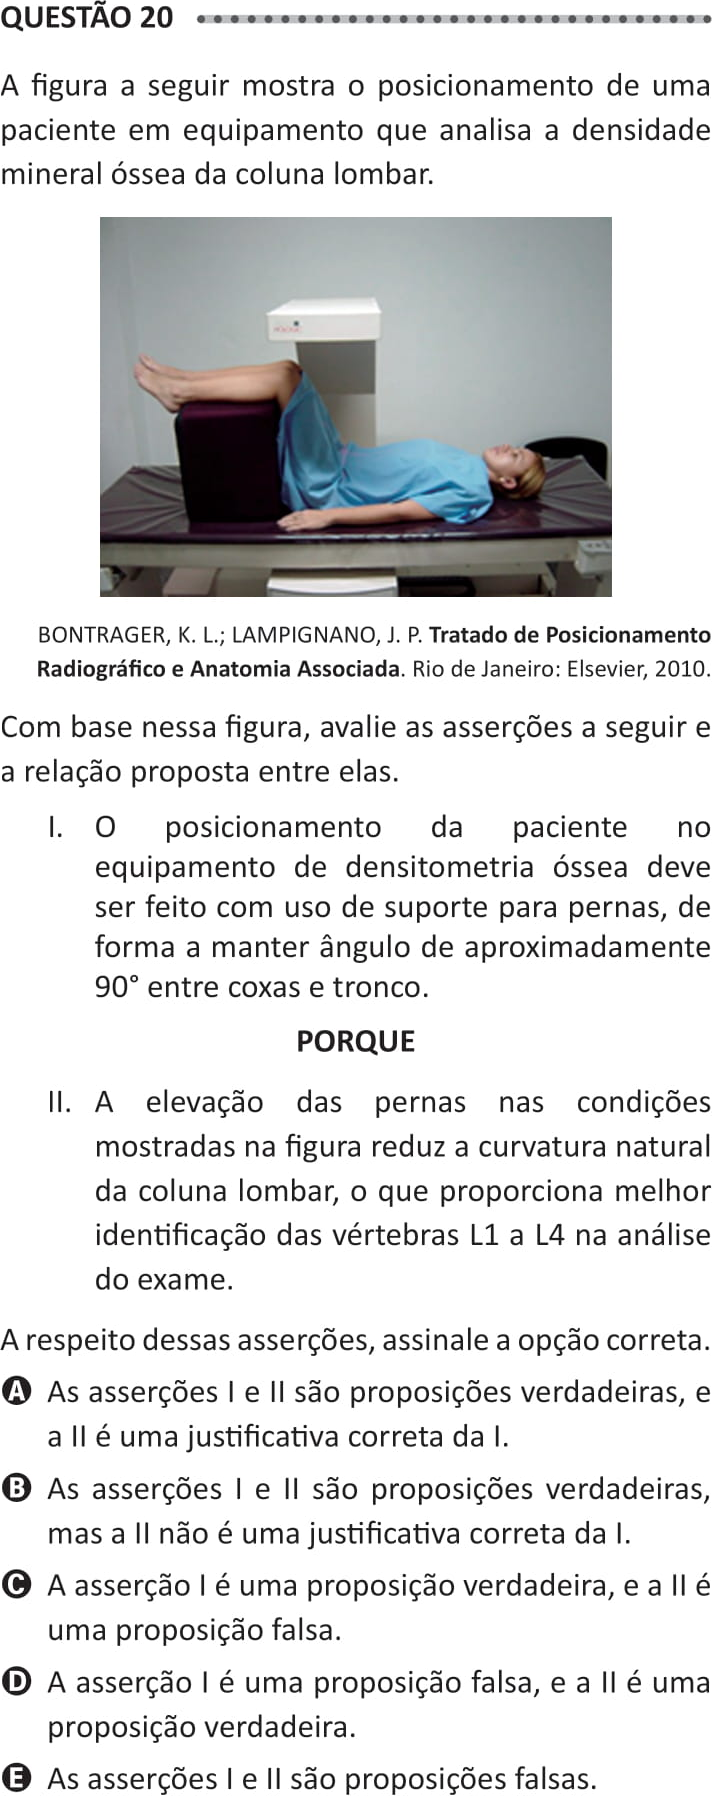 QUESTÃO 20
A figura a seguir mostra o posicionamento de uma
paciente em equipamento que analisa a densidade
mineral óssea da coluna lombar.
BONTRAGER, K. L.; LAMPIGNANO, J. P. Tratado de Posicionamento
Radiográfico e Anatomia Associada. Rio de Janeiro: Elsevier, 2010.
Com base nessa figura, avalie as asserções a seguir e
a relação proposta entre elas.
I. O posicionamento da paciente no
equipamento de densitometria óssea deve
ser feito com uso de suporte para pernas, de
forma a manter ângulo de aproximadamente
90° entre coxas e tronco.
PORQUE
II. A elevação das pernas nas condições
mostradas na figura reduz a curvatura natural
da coluna lombar, o que proporciona melhor
identificação das vértebras L1 a L4 na análise
do exame.
A respeito dessas asserções, assinale a opção correta.
A As asserções I e II são proposições verdadeiras, e
a II é uma justificativa correta da I.
B As asserções I e II são proposições verdadeiras,
mas a II não é uma justificativa correta da I.
C A asserção I é uma proposição verdadeira, e a II é
uma proposição falsa.
D A asserção I é uma proposição falsa, e a II é uma
proposição verdadeira.
E As asserções I e II são proposições falsas.